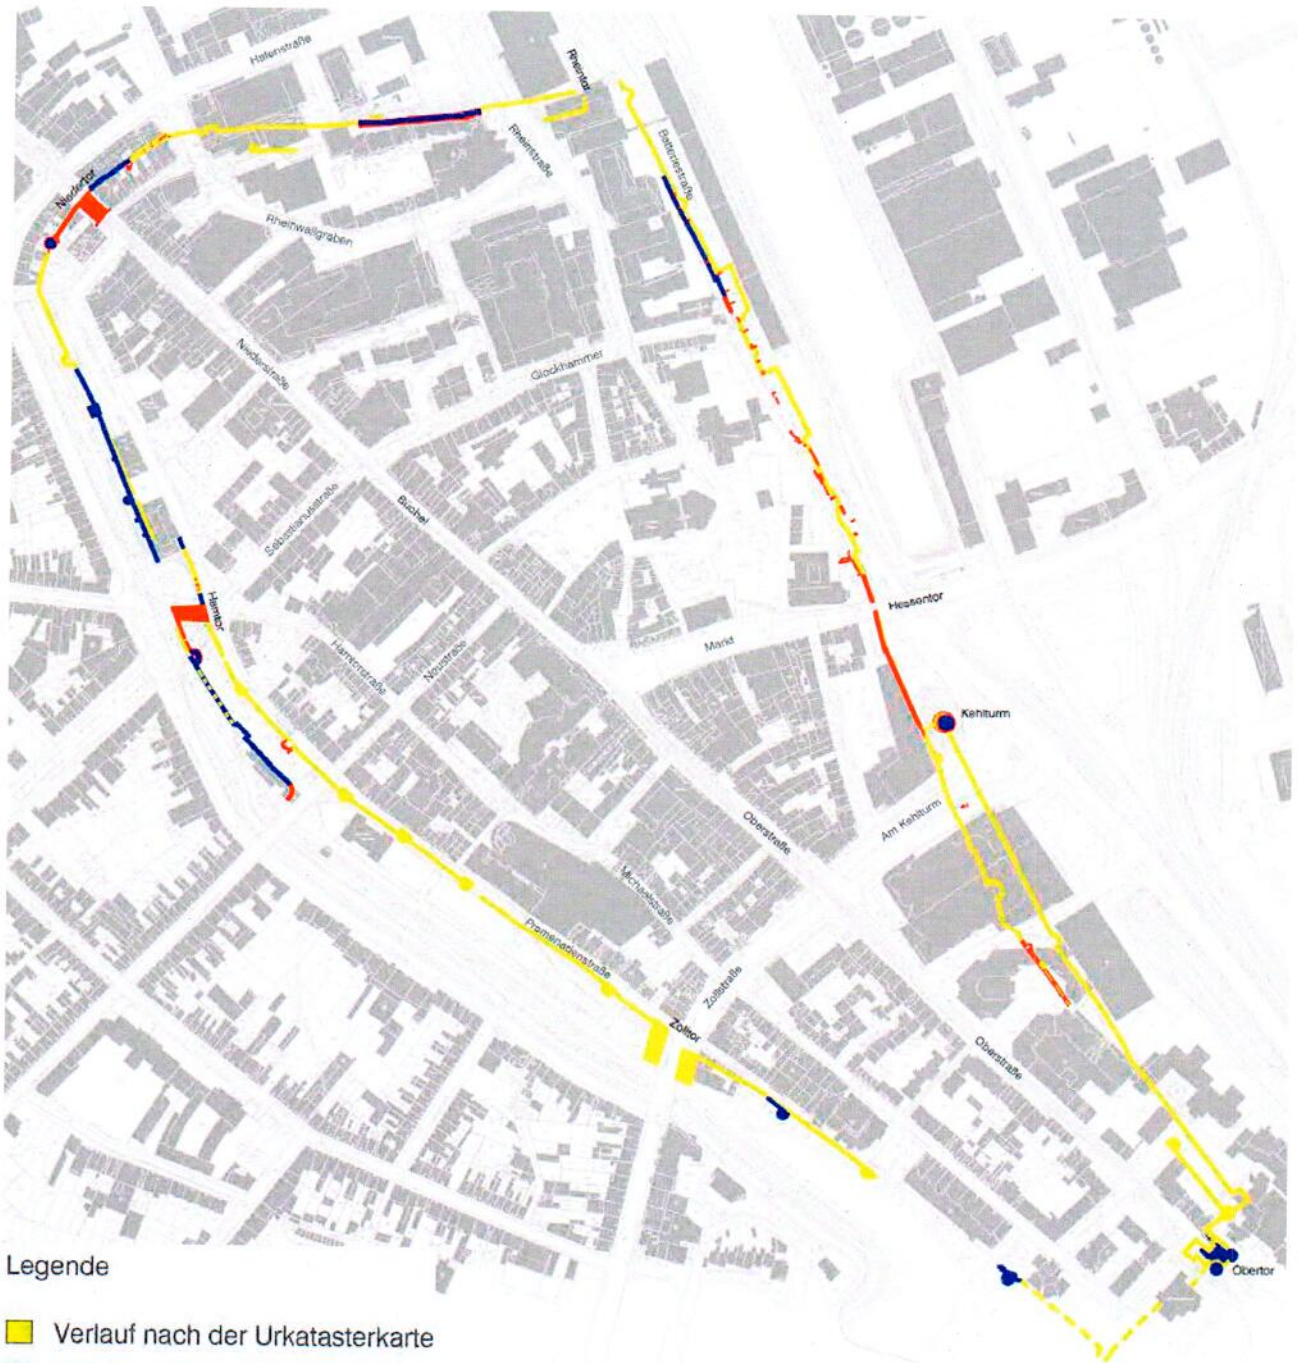 Hafenstraße
Rheintor
Rheinstraße
Batteriestraße
Niedertor
Rheinwallgraben
Niederstraße
Glockhammer
Sebastianusstraße
Büchel
Hamtor
Hessentor
Markt
Hamtorstraße
Neustraße
Kehlturm
Am Kehlturm
Oberstraße
Michaelstraße
Promenadenstraße
Zollstraße
Zolltor
Oberstraße
Obertor
Legende
Verlauf nach der Urkatasterkarte